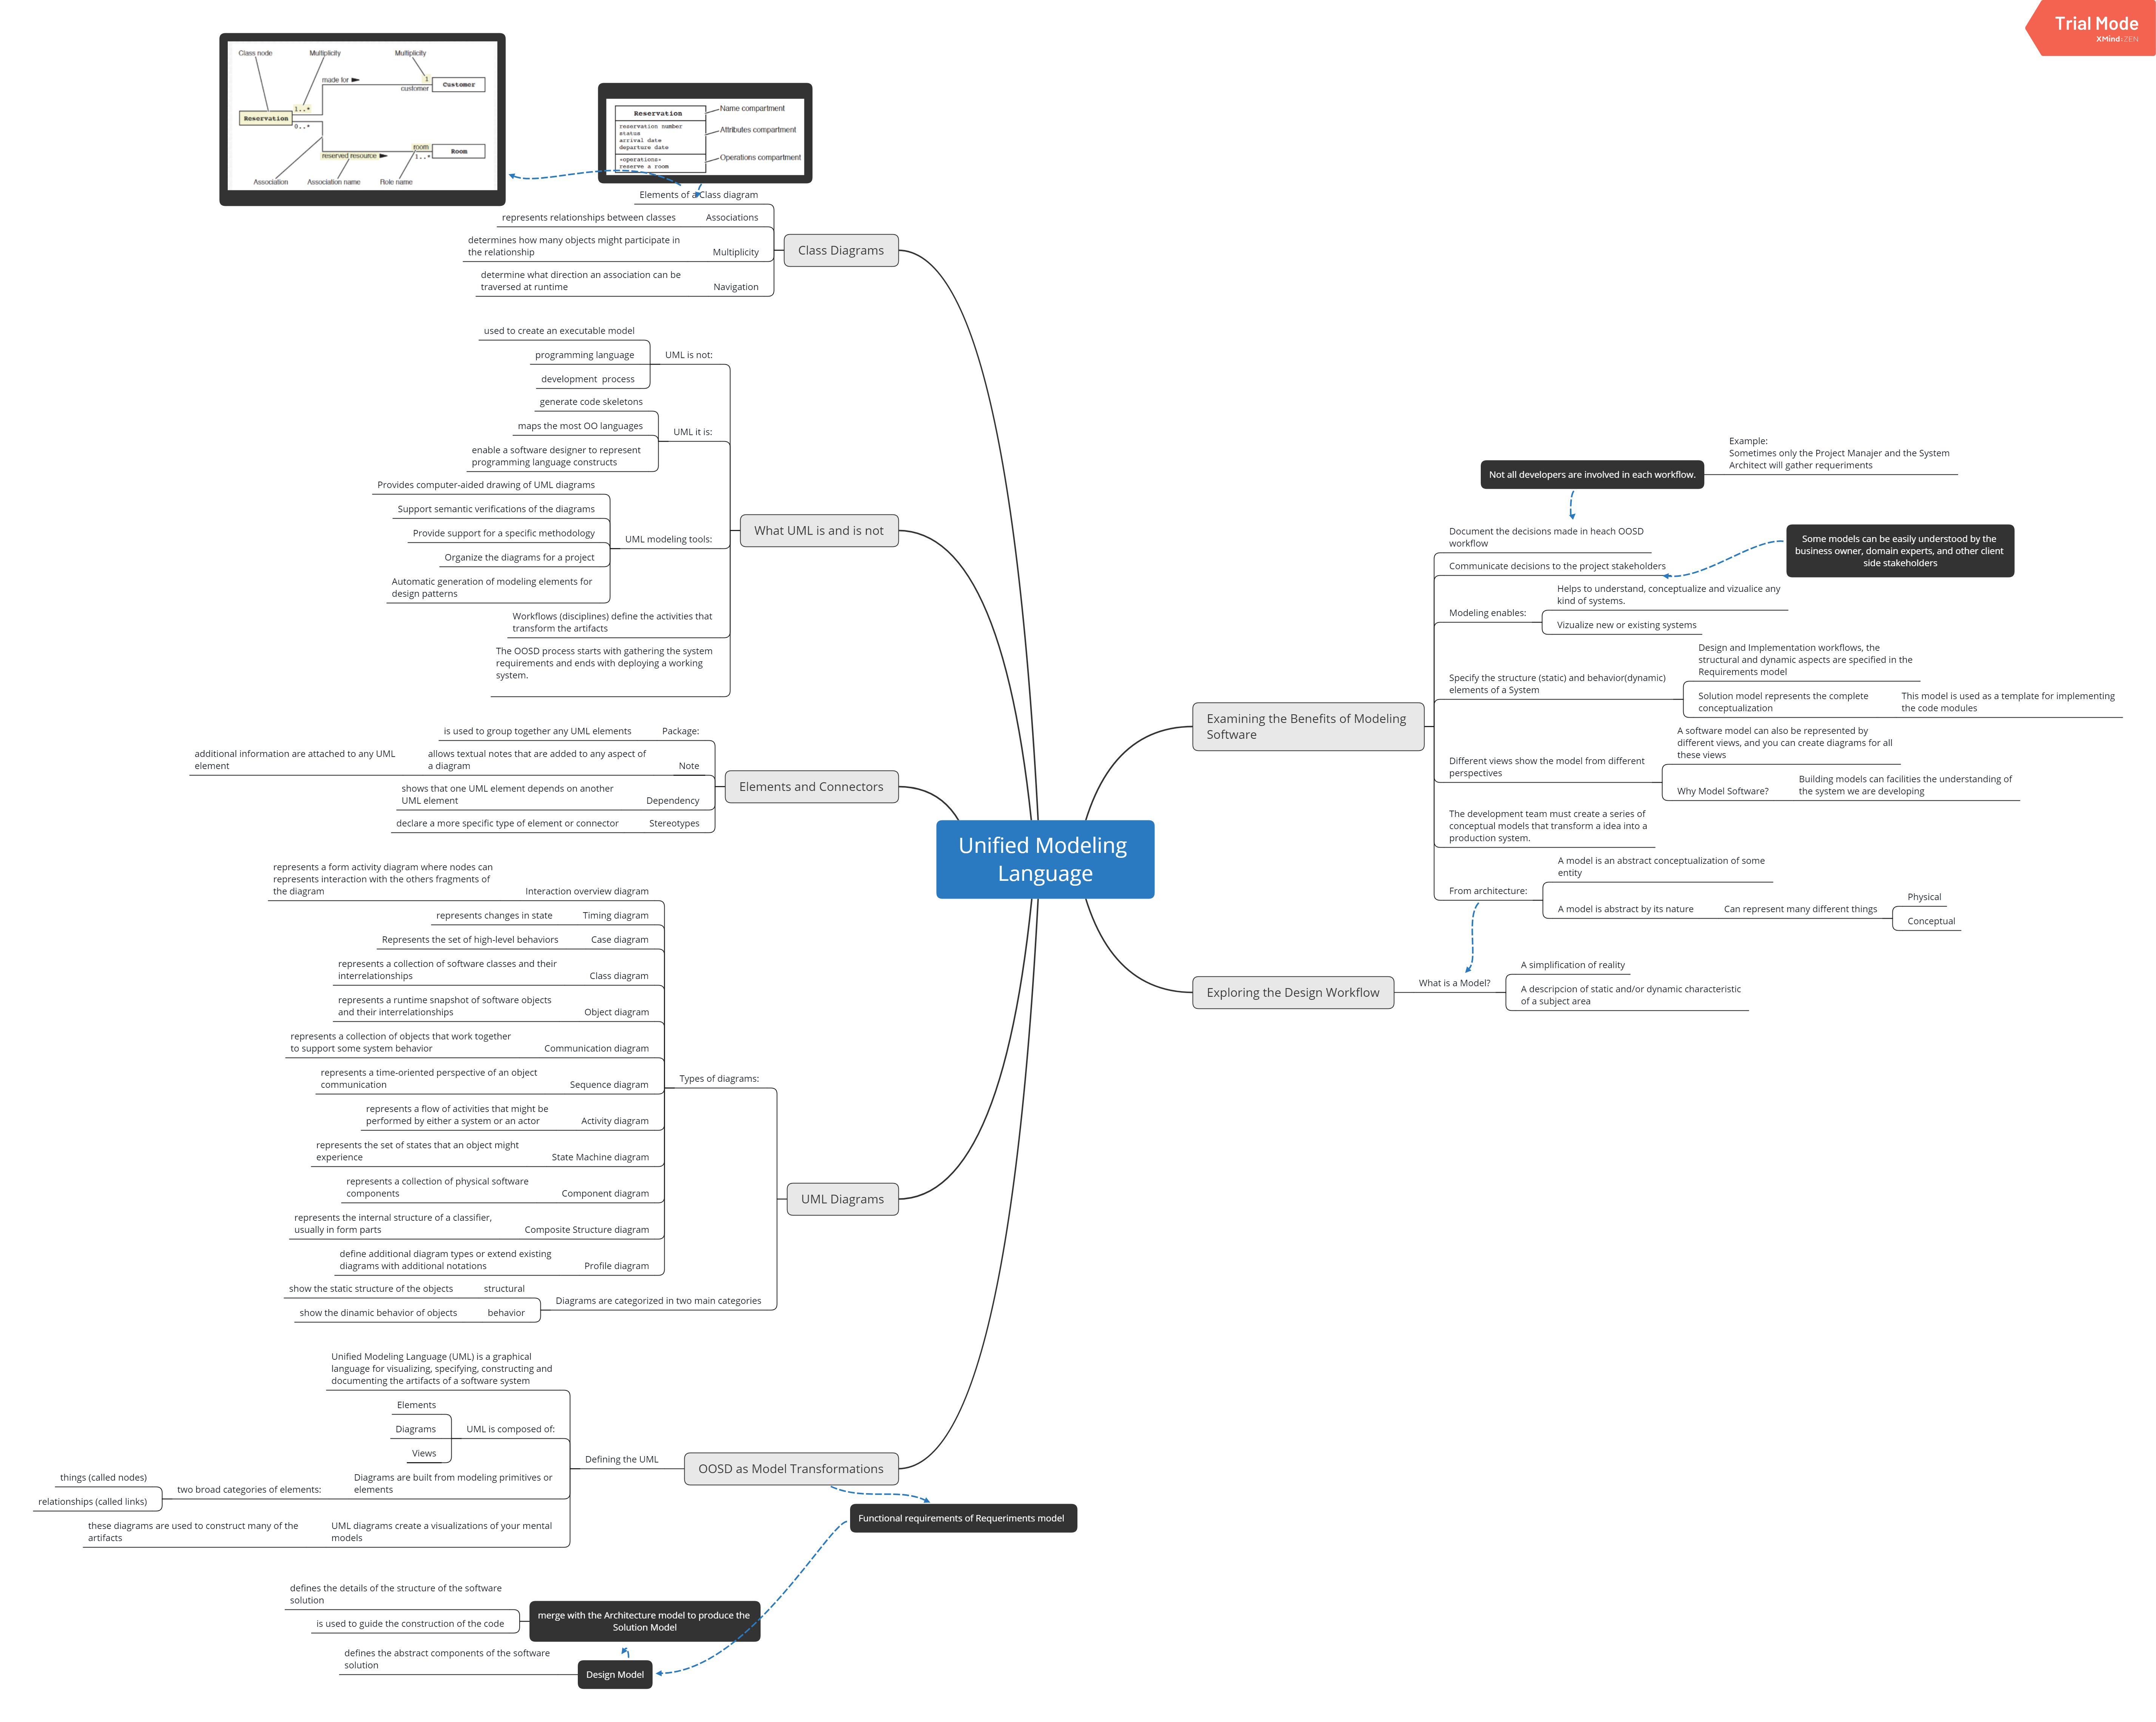 Trial Mode
XMind:ZEN
Class node
Multiplicity
Multiplicity
made for
1
customer
Customer
1..*
Reservation
0..*
room
reserved resource
1..*
Room
Association
Association name
Role name
Reservation
Name compartment
reservation number
status
arrival date
departure date
Attributes compartment
«operations»
reserve a room
Operations compartment
Elements of a Class diagram
represents relationships between classes
Associations
determines how many objects might participate in
the relationship
Multiplicity
determine what direction an association can be
traversed at runtime
Navigation
Class Diagrams
used to create an executable model
programming language
development process
UML is not:
generate code skeletons
maps the most OO languages
enable a software designer to represent
programming language constructs
UML it is:
Provides computer-aided drawing of UML diagrams
Support semantic verifications of the diagrams
Provide support for a specific methodology
Organize the diagrams for a project
Automatic generation of modeling elements for
design patterns
UML modeling tools:
Workflows (disciplines) define the activities that
transform the artifacts
The OOSD process starts with gathering the system
requirements and ends with deploying a working
system.
What UML is and is not
is used to group together any UML elements
Package:
additional information are attached to any UML
element
allows textual notes that are added to any aspect of
a diagram
Note
shows that one UML element depends on another
UML element
Dependency
declare a more specific type of element or connector
Stereotypes
Elements and Connectors
Unified Modeling
Language
represents a form activity diagram where nodes can
represents interaction with the others fragments of
the diagram
Interaction overview diagram
represents changes in state
Timing diagram
Represents the set of high-level behaviors
Case diagram
represents a collection of software classes and their
interrelationships
Class diagram
represents a runtime snapshot of software objects
and their interrelationships
Object diagram
represents a collection of objects that work together
to support some system behavior
Communication diagram
represents a time-oriented perspective of an object
communication
Sequence diagram
represents a flow of activities that might be
performed by either a system or an actor
Activity diagram
represents the set of states that an object might
experience
State Machine diagram
represents a collection of physical software
components
Component diagram
represents the internal structure of a classifier,
usually in form parts
Composite Structure diagram
define additional diagram types or extend existing
diagrams with additional notations
Profile diagram
Types of diagrams:
show the static structure of the objects
structural
show the dinamic behavior of objects
behavior
Diagrams are categorized in two main categories
UML Diagrams
Unified Modeling Language (UML) is a graphical
language for visualizing, specifying, constructing and
documenting the artifacts of a software system
Elements
Diagrams
Views
UML is composed of:
things (called nodes)
relationships (called links)
two broad categories of elements:
Diagrams are built from modeling primitives or
elements
these diagrams are used to construct many of the
artifacts
UML diagrams create a visualizations of your mental
models
Defining the UML
OOSD as Model Transformations
Functional requirements of Requeriments model
defines the details of the structure of the software
solution
is used to guide the construction of the code
merge with the Architecture model to produce the
Solution Model
defines the abstract components of the software
solution
Design Model
Example:
Sometimes only the Project Manajer and the System
Architect will gather requeriments
Not all developers are involved in each workflow.
Document the decisions made in heach OOSD
workflow
Some models can be easily understood by the
business owner, domain experts, and other client
side stakeholders
Communicate decisions to the project stakeholders
Modeling enables:
Helps to understand, conceptualize and vizualice any
kind of systems.
Vizualize new or existing systems
Specify the structure (static) and behavior(dynamic)
elements of a System
Design and Implementation workflows, the
structural and dynamic aspects are specified in the
Requirements model
Solution model represents the complete
conceptualization
This model is used as a template for implementing
the code modules
Examining the Benefits of Modeling
Software
Different views show the model from different
perspectives
A software model can also be represented by
different views, and you can create diagrams for all
these views
Why Model Software?
Building models can facilities the understanding of
the system we are developing
The development team must create a series of
conceptual models that transform a idea into a
production system.
From architecture:
A model is an abstract conceptualization of some
entity
A model is abstract by its nature
Can represent many different things
Physical
Conceptual
Exploring the Design Workflow
What is a Model?
A simplification of reality
A descripcion of static and/or dynamic characteristic
of a subject area